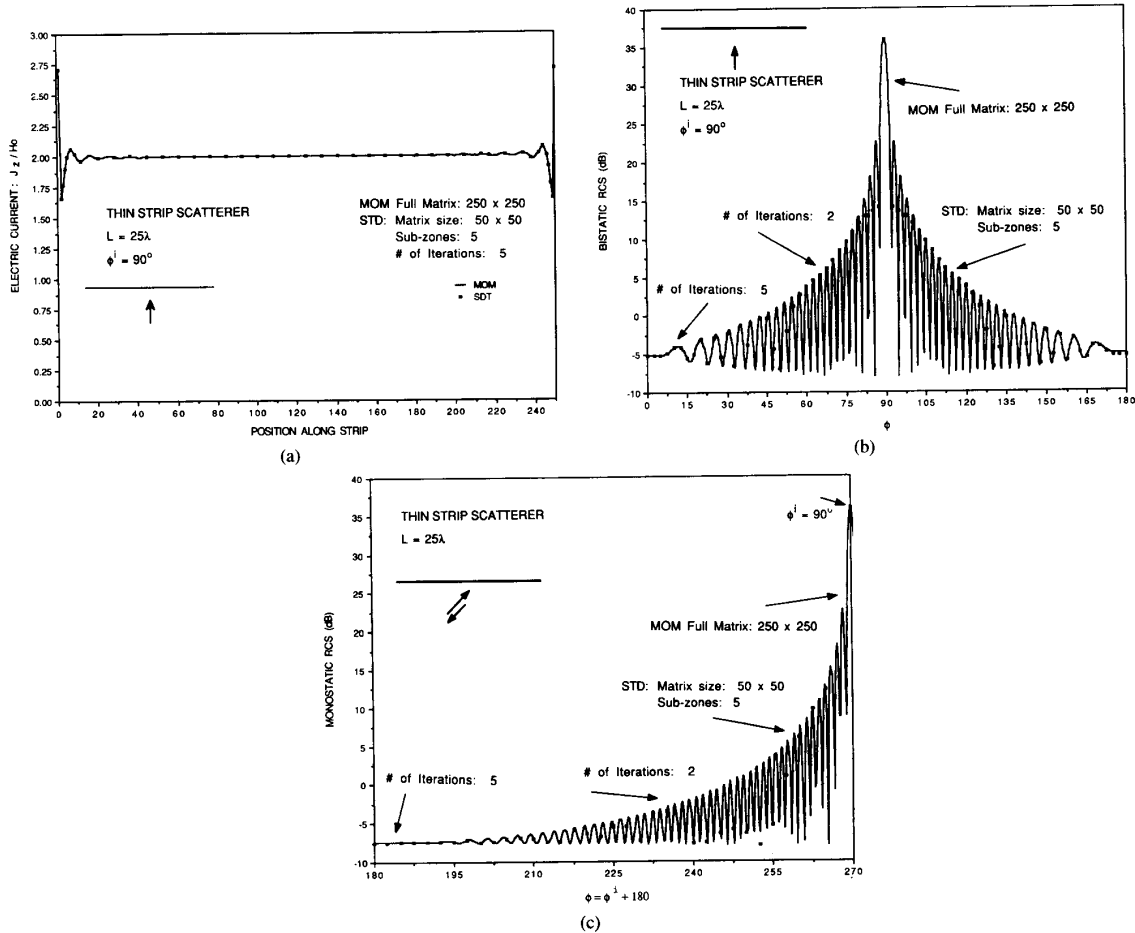 3.00
2.75
2.50
2.25
2.00
1.75
1.50
1.25
1.00
0.75
0.50
0.25
0.00
ELECTRIC CURRENT: J z / Ho
THIN STRIP SCATTERER
L = 25λ
ϕ i = 90°
MOM Full Matrix: 250 x 250
STD: Matrix size: 50 x 50
Sub-zones: 5
# of Iterations: 5
MOM
SDT
0 20 40 60 80 100 120 140 160 180 200 220 240
POSITION ALONG STRIP
(a)
40
35
30
25
20
15
10
5
0
-5
-10
BISTATIC RCS (dB)
THIN STRIP SCATTERER
L = 25λ
ϕ i = 90°
MOM Full Matrix: 250 x 250
# of Iterations: 2
STD: Matrix size: 50 x 50
Sub-zones: 5
# of Iterations: 5
0 15 30 45 60 75 90 105 120 135 150 165 180
ϕ
(b)
40
35
30
25
20
15
10
5
0
-5
-10
MONOSTATIC RCS (dB)
THIN STRIP SCATTERER
L = 25λ
ϕ i = 90°
MOM Full Matrix: 250 x 250
STD: Matrix size: 50 x 50
Sub-zones: 5
# of Iterations: 5
# of Iterations: 2
180 195 210 225 240 255 270
ϕ = ϕ i + 180
(c)